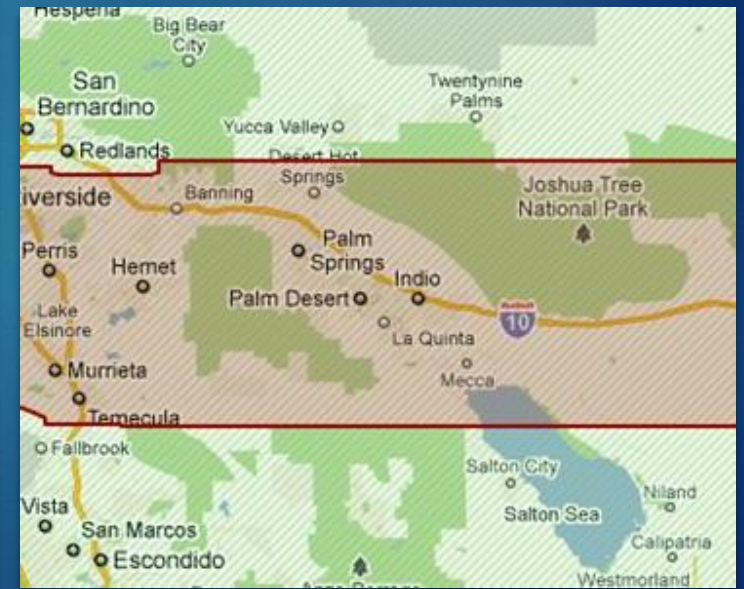 Hesperia
Big Bear
City
San
Bernardino
Twentynine
Palms
Yucca Valley
Redlands
Desert Hot
Springs
Joshua Tree
National Park
iverside
Banning
Perris
Hemet
Palm
Springs
Indio
Palm Desert
10
Lake
Elsinore
La Quinta
Murrieta
Mecca
Temecula
Fallbrook
Salton City
Niland
Vista
Salton Sea
San Marcos
Escondido
Calipatria
Westmorland